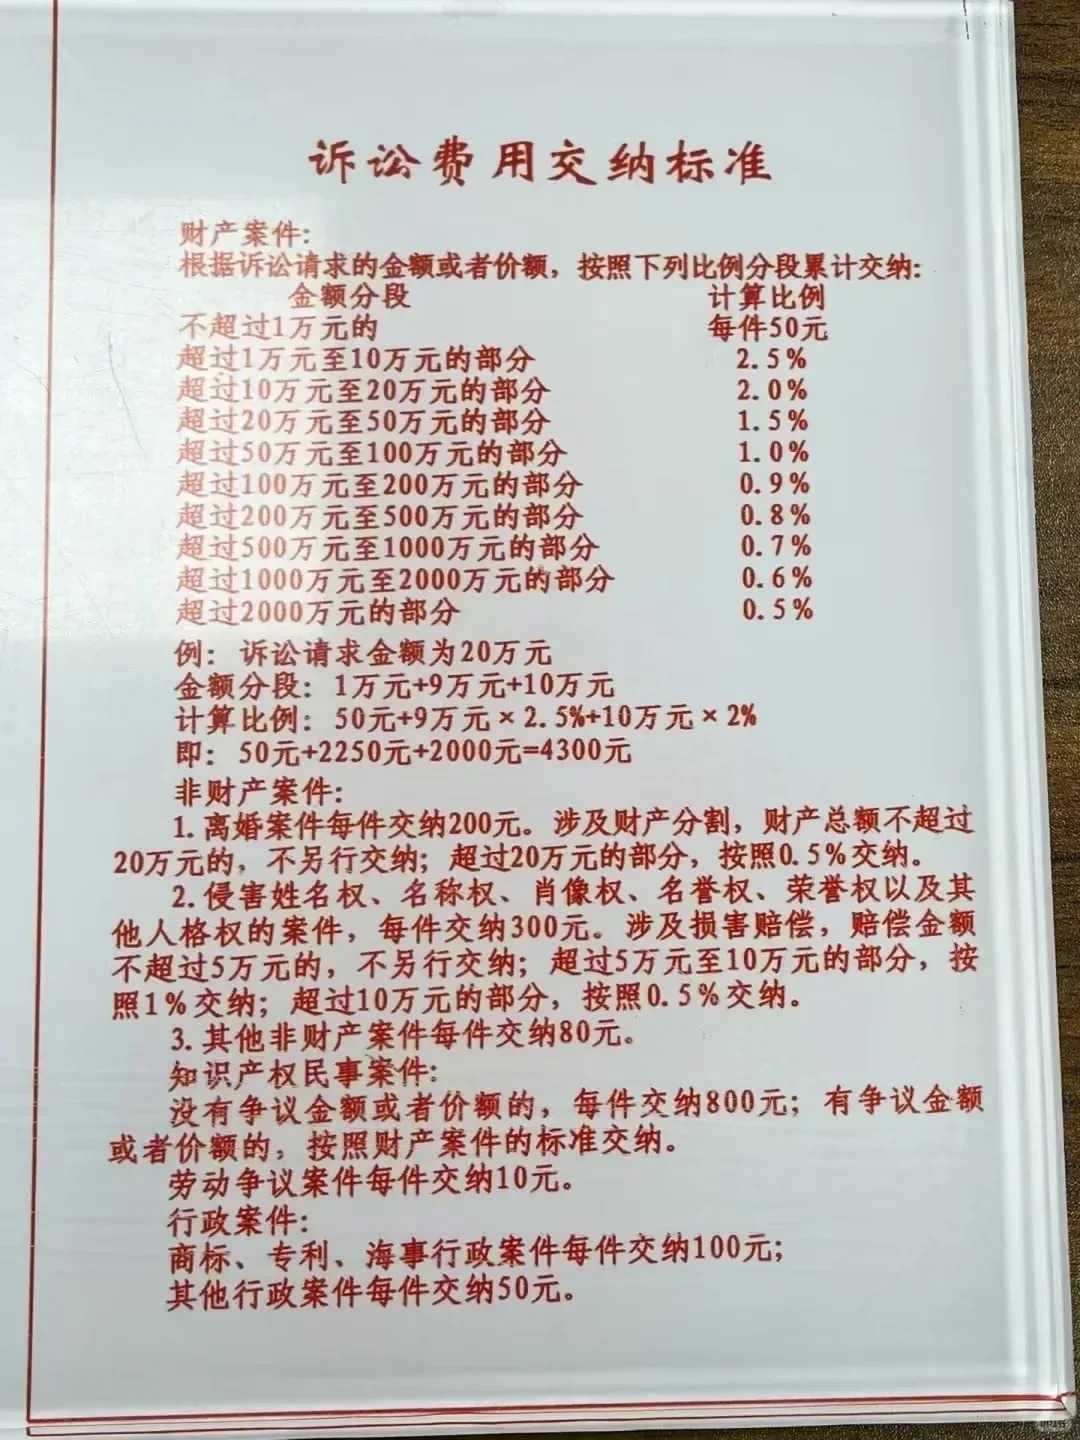 诉讼费用交纳标准
财产案件:
根据诉讼请求的金额或者价额，按照下列比例分段累计交纳:
金额分段 计算比例
不超过1万元的 每件50元
超过1万元至10万元的部分 2.5%
超过10万元至20万元的部分 2.0%
超过20万元至50万元的部分 1.5%
超过50万元至100万元的部分 1.0%
超过100万元至200万元的部分 0.9%
超过200万元至500万元的部分 0.8%
超过500万元至1000万元的部分 0.7%
超过1000万元至2000万元的部分 0.6%
超过2000万元的部分 0.5%
例：诉讼请求金额为20万元
金额分段：1万元+9万元+10万元
计算比例：50元+9万元×2.5%+10万元×2%
即：50元+2250元+2000元=4300元
非财产案件:
1.离婚案件每件交纳200元。涉及财产分割，财产总额不超过
20万元的，不另行交纳；超过20万元的部分，按照0.5%交纳。
2.侵害姓名权、名称权、肖像权、名誉权、荣誉权以及其
他人格权的案件，每件交纳300元。涉及损害赔偿，赔偿金额
不超过5万元的，不另行交纳；超过5万元至10万元的部分，按
照1%交纳；超过10万元的部分，按照0.5%交纳。
3.其他非财产案件每件交纳80元。
知识产权民事案件:
没有争议金额或者价额的，每件交纳800元；有争议金额
或者价额的，按照财产案件的标准交纳。
劳动争议案件每件交纳10元。
行政案件:
商标、专利、海事行政案件每件交纳100元；
其他行政案件每件交纳50元。